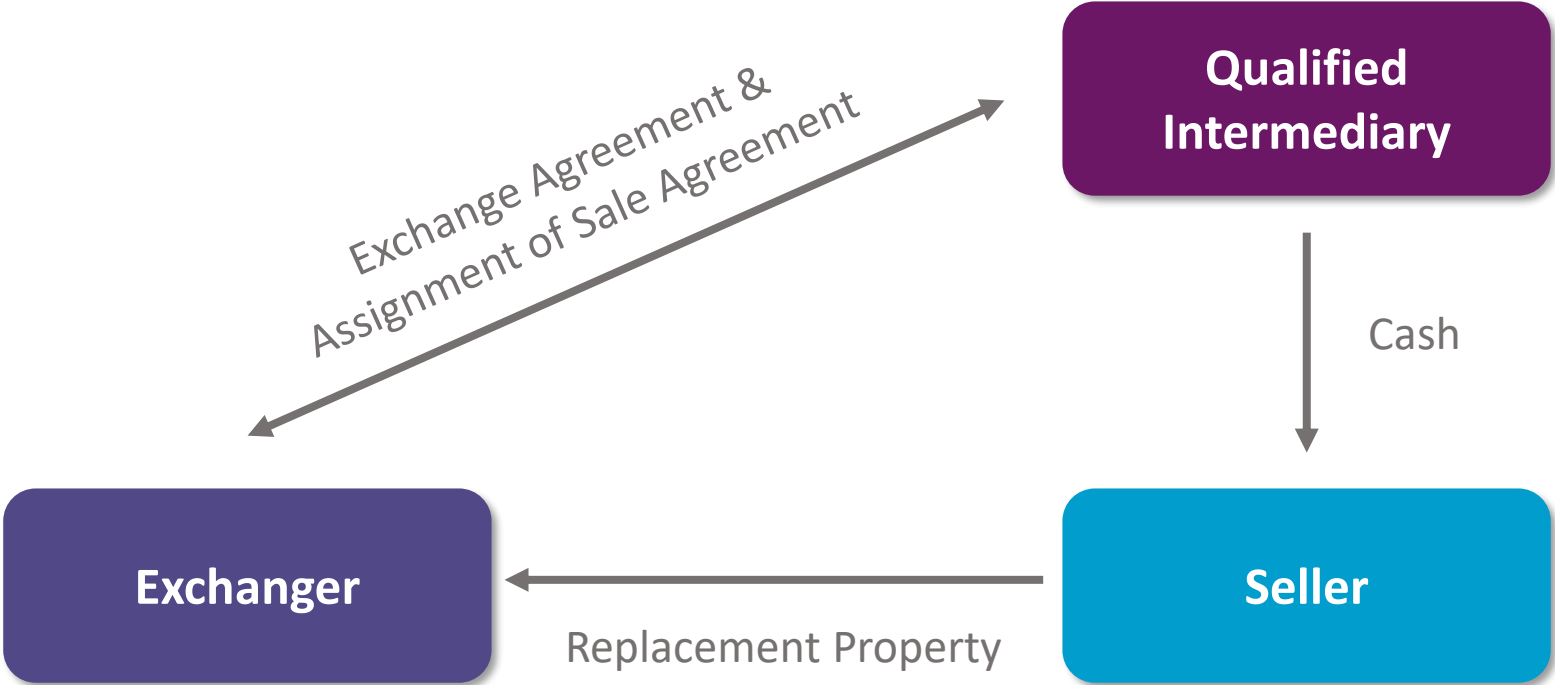 Qualified
Intermediary
Exchange Agreement &
Assignment of Sale Agreement
Cash
Exchanger
Seller
Replacement Property